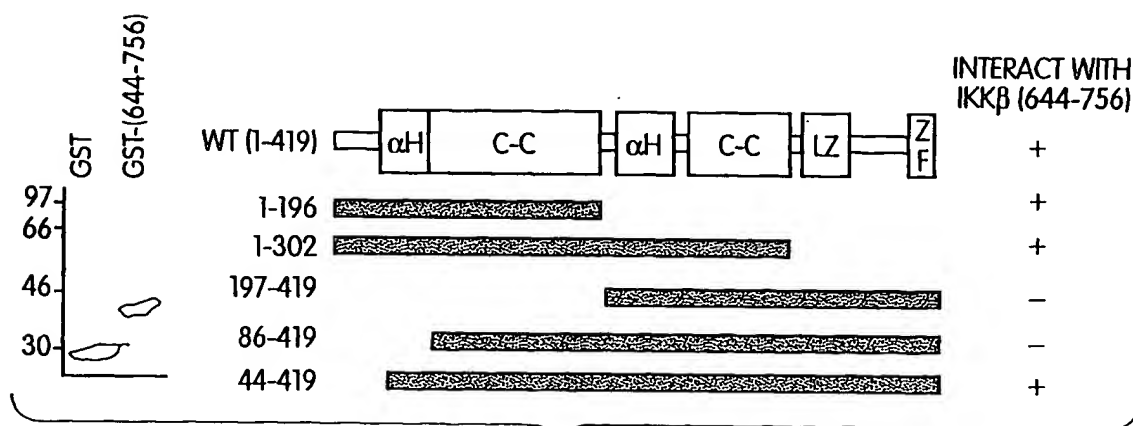 GST
GST-(644-756)
97
66
46
30
INTERACT WITH
IKKβ (644-756)
WT (1-419)
αH
C-C
αH
C-C
LZ
Z
F
+
1-196
+
1-302
+
197-419
−
86-419
−
44-419
+